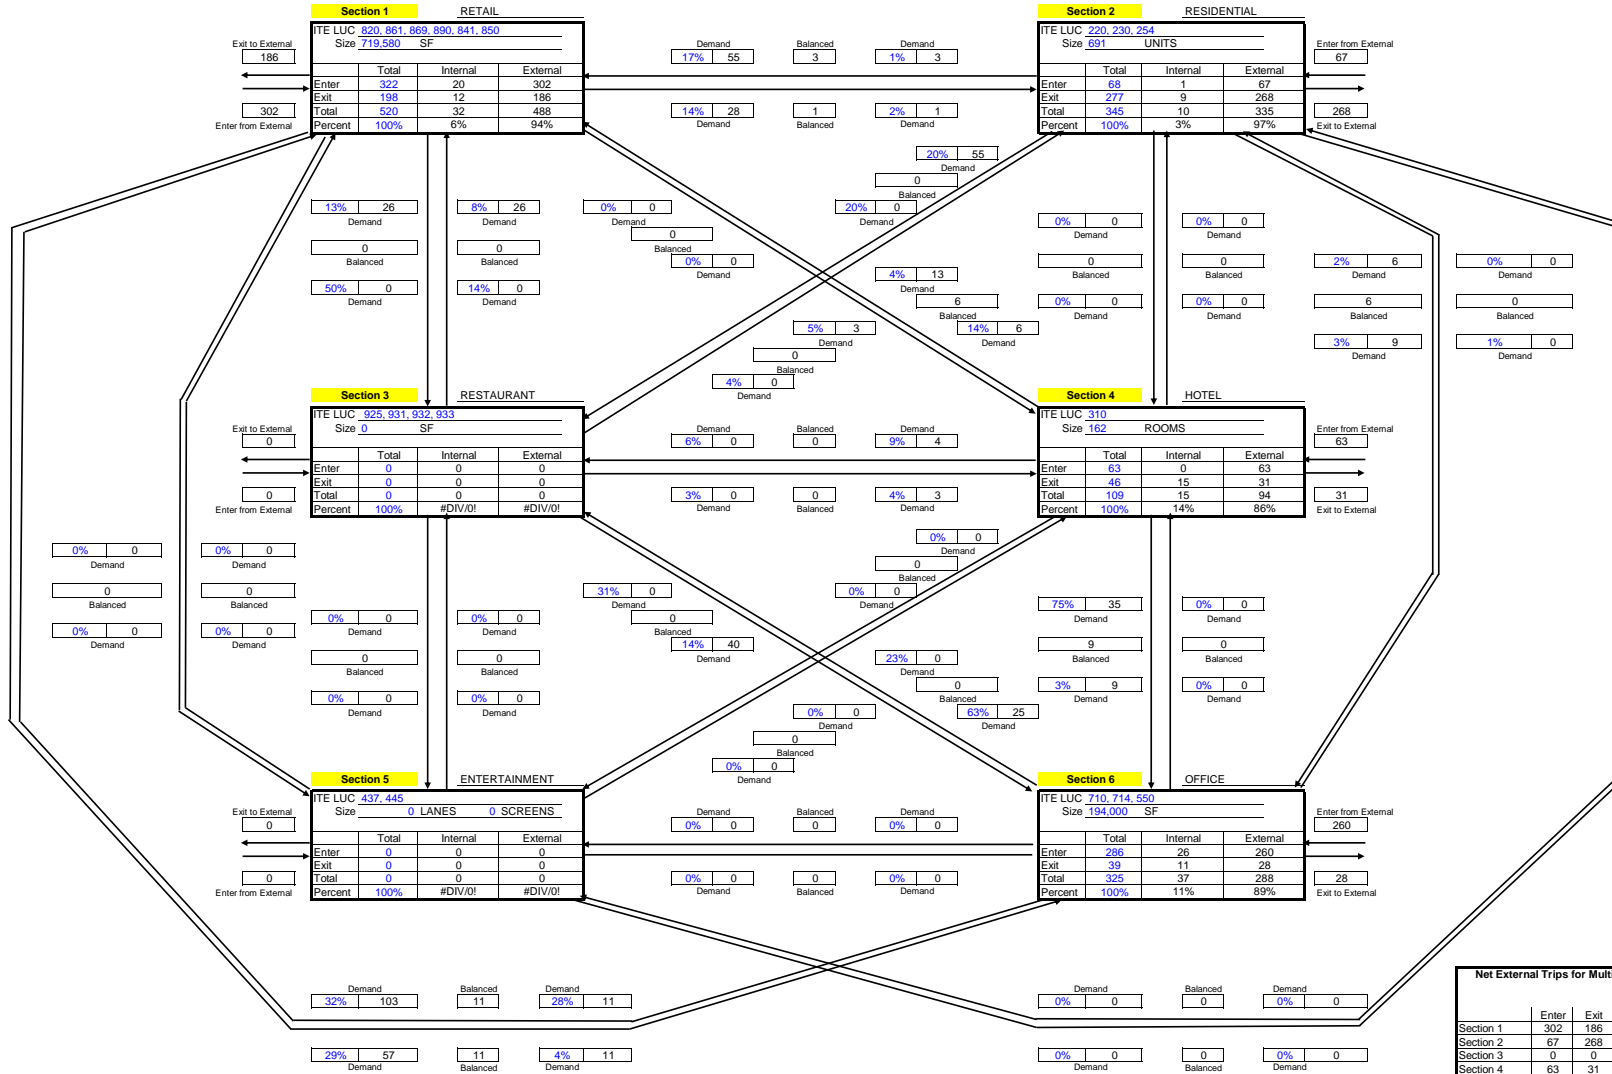 Section 1 RETAIL Section 2 RESIDENTIAL
ITE LUC 820, 861, 869, 890, 841, 850 ITE LUC 220, 230, 254
Exit to External Size 719,580 SF Demand Balanced Demand Size 691 UNITS Enter from External
186 17% 55 3 1% 3 67
Total Internal External Total Internal External
Enter 322 20 302 Enter 68 1 67
Exit 198 12 186 Exit 277 9 268
302 Total 520 32 488 14% 28 1 2% 1 Total 345 10 335 268
Enter from External Percent 100% 6% 94% Demand Balanced Demand Percent 100% 3% 97% Exit to External
20% 55
Demand
0
Balanced
13% 26 8% 26 0% 0 20% 0
Demand Demand Demand Demand
0% 0 0% 0
Demand Demand
0 0 0
Balanced Balanced Balanced
0% 0 0 0 2% 6 0% 0
Demand Balanced Balanced Demand Demand
4% 13
Demand
50% 0 14% 0
Demand Demand
6 0% 0 0% 0 6 0
Balanced Demand Demand Balanced Balanced
5% 3 14% 6
Demand Demand
3% 9 1% 0
Demand Demand
0
Balanced
4% 0
Demand
Section 3 RESTAURANT Section 4 HOTEL
ITE LUC 925, 931, 932, 933 ITE LUC 310
Exit to External Size 0 SF Demand Balanced Demand Size 162 ROOMS Enter from External
0 6% 0 0 9% 4 63
Total Internal External Total Internal External
Enter 0 0 0 Enter 63 0 63
Exit 0 0 0 Exit 46 15 31
0 Total 0 0 0 3% 0 0 4% 3 Total 109 15 94 31
Enter from External Percent 100% #DIV/0! #DIV/0! Demand Balanced Demand Percent 100% 14% 86% Exit to External
0% 0
Demand
0% 0 0% 0
Demand Demand
0
Balanced
0 0 31% 0 0% 0
Balanced Balanced Demand Demand
75% 35 0% 0
Demand Demand
0% 0 0% 0 0
Demand Demand Balanced
0% 0 0% 0
Demand Demand
14% 40 9 0
Demand Balanced Balanced
0 0 23% 0
Balanced Balanced Demand
0 3% 9 0% 0
Balanced Demand Demand
0% 0 0% 0
Demand Demand
0% 0 63% 25
Demand Demand
0
Balanced
0% 0
Demand
Section 5 ENTERTAINMENT Section 6 OFFICE
ITE LUC 437, 445 ITE LUC 710, 714, 550
Exit to External Size 0 LANES 0 SCREENS Demand Balanced Demand Size 194,000 SF Enter from External
0 0% 0 0 0% 0 260
Total Internal External Total Internal External
Enter 0 0 0 Enter 286 26 260
Exit 0 0 0 Exit 39 11 28
0 Total 0 0 0 0% 0 0 0% 0 Total 325 37 288 28
Enter from External Percent 100% #DIV/0! #DIV/0! Demand Balanced Demand Percent 100% 11% 89% Exit to External
Net External Trips for Multi
Demand Balanced Demand Demand Balanced Demand
32% 103 11 28% 11 0% 0 0 0% 0
Enter Exit
Section 1 302 186
Section 2 67 268
29% 57 11 4% 11 0% 0 0 0% 0 Section 3 0 0
Demand Balanced Demand Demand Balanced Demand Section 4 63 31